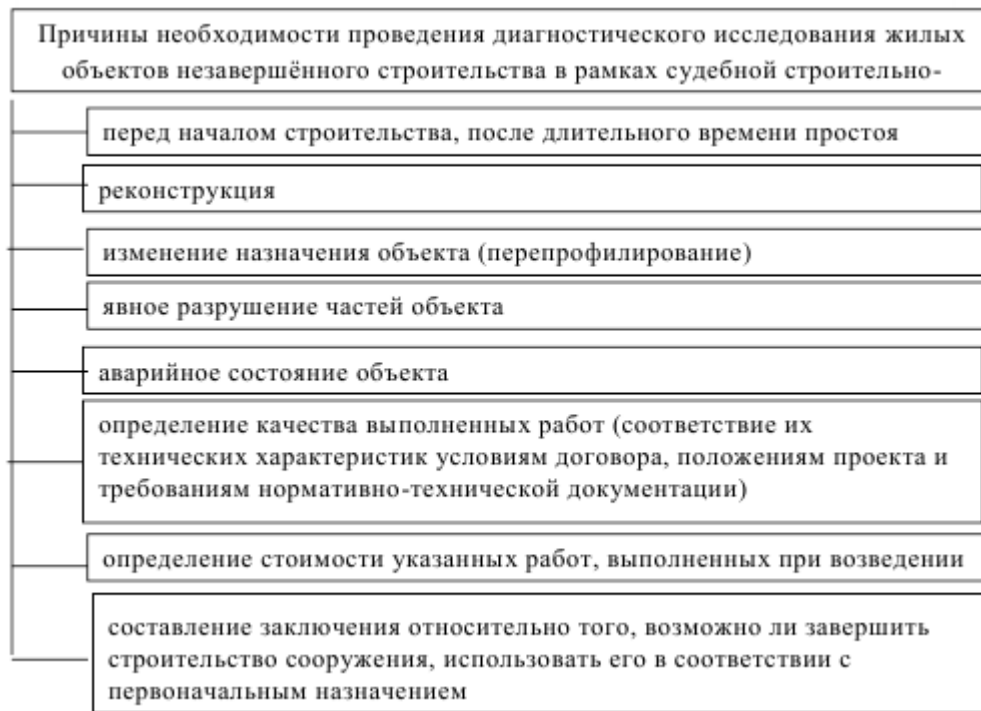 Причины необходимости проведения диагностического исследования жилых
объектов незавершённого строительства в рамках судебной строительно-
перед началом строительства, после длительного времени простоя
реконструкция
изменение назначения объекта (перепрофилирование)
явное разрушение частей объекта
аварийное состояние объекта
определение качества выполненных работ (соответствие их
технических характеристик условиям договора, положениям проекта и
требованиям нормативно-технической документации)
определение стоимости указанных работ, выполненных при возведении
составление заключения относительно того, возможно ли завершить
строительство сооружения, использовать его в соответствии с
первоначальным назначением